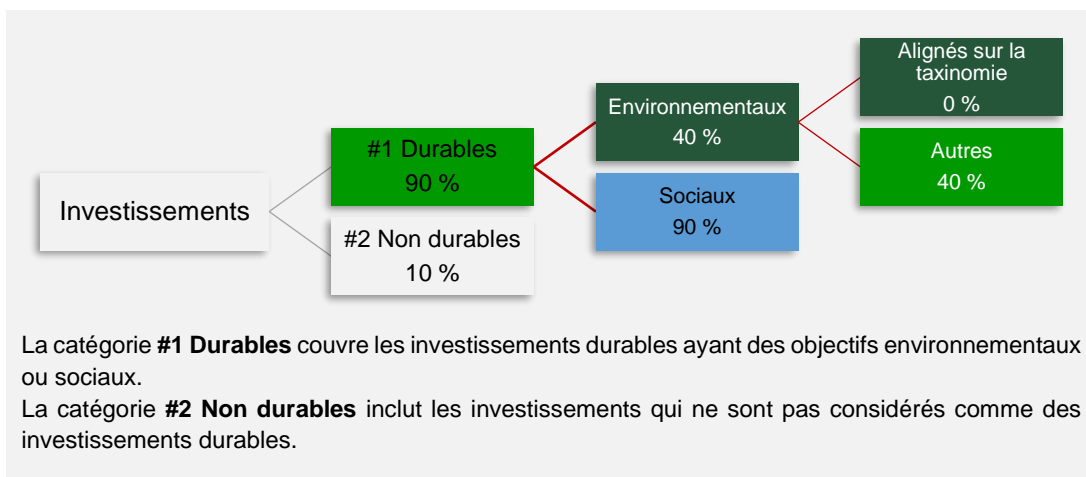 Investissements
#1 Durables
90 %
#2 Non durables
10 %
Environnementaux
40 %
Sociaux
90 %
Alignés sur la
taxinomie
0 %
Autres
40 %
La catégorie #1 Durables couvre les investissements durables ayant des objectifs environnementaux
ou sociaux.
La catégorie #2 Non durables inclut les investissements qui ne sont pas considérés comme des
investissements durables.